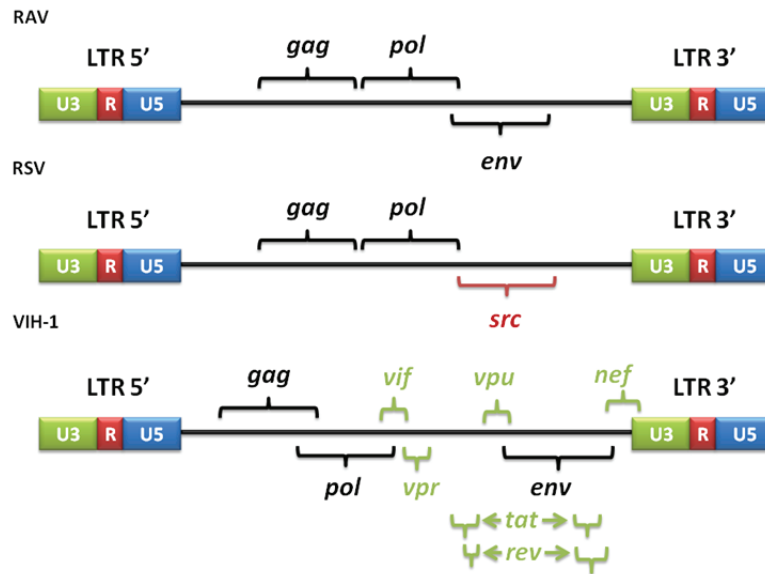 RAV
gag pol
LTR 5’ LTR 3’
U3 R U5 U3 R U5
env
RSV
gag pol
LTR 5’ LTR 3’
U3 R U5 U3 R U5
src
VIH-1
LTR 5’ gag vif vpu nef LTR 3’
U3 R U5 U3 R U5
pol vpr env
tat
rev